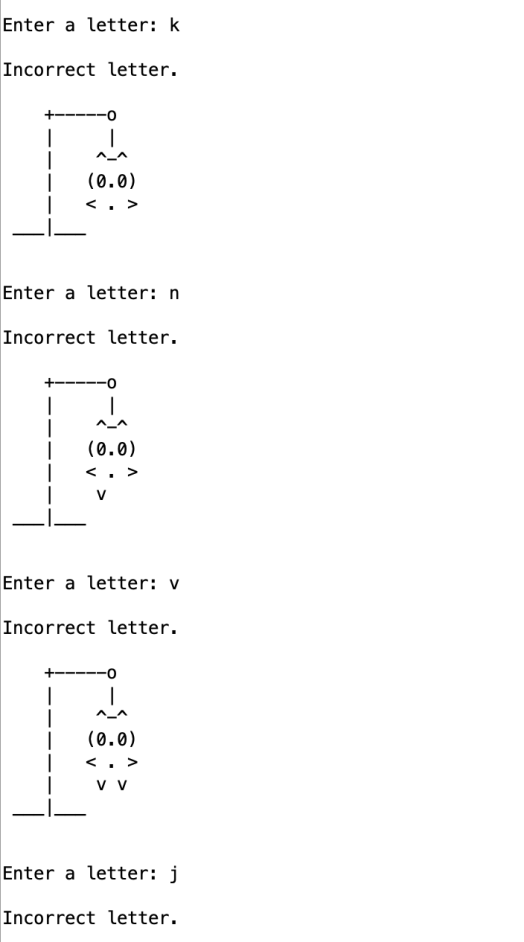 Enter a letter: k
Incorrect letter.
    +-----o
    |     |
    |    ^_^
    |   (0.0)
    |   < . >
 ___|___
Enter a letter: n
Incorrect letter.
    +-----o
    |     |
    |    ^_^
    |   (0.0)
    |   < . >
    |    v
 ___|___
Enter a letter: v
Incorrect letter.
    +-----o
    |     |
    |    ^_^
    |   (0.0)
    |   < . >
    |    v v
 ___|___
Enter a letter: j
Incorrect letter.